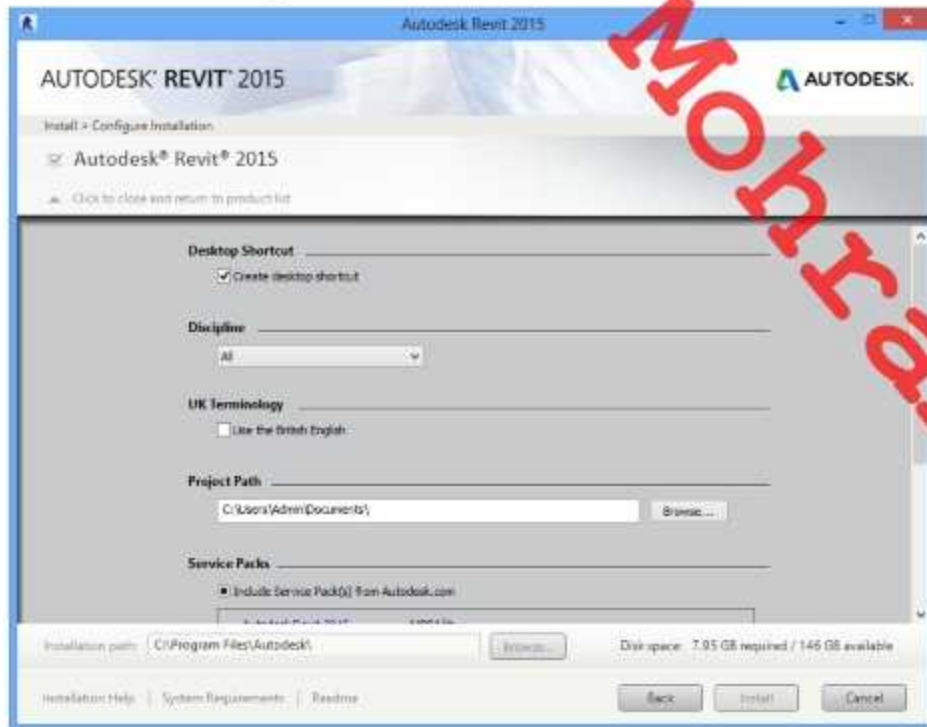 Autodesk Revit 2015
AUTODESK® REVIT® 2015
AUTODESK.
Install > Configure Installation
Autodesk® Revit® 2015
Click to close and return to product list
Desktop Shortcut
Create desktop shortcut
Discipline
All
UK Terminology
Use the British English
Project Path
C:\Users\Admin\Documents\
Browse...
Service Packs
Include Service Pack(s) from Autodesk.com
Installation path: C:\Program Files\Autodesk\
Browse...
Disk space: 7.95 GB required / 146 GB available
Installation Help | System Requirements | Readme
Back
Install
Cancel
Mohra